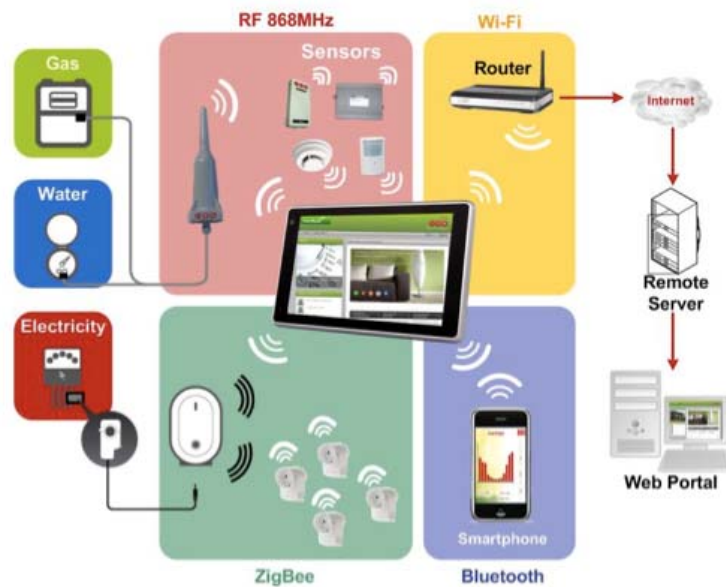 RF 868MHz
Wi-Fi
Gas
Sensors
Router
Internet
Water
Remote
Server
Electricity
Web Portal
Smartphone
ZigBee
Bluetooth